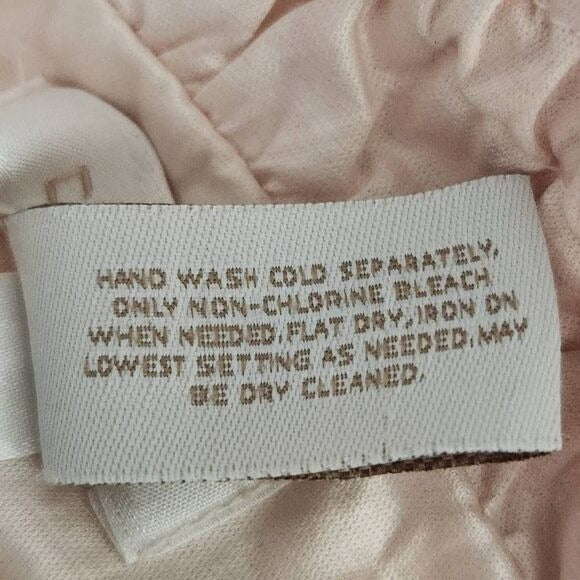 HAND WASH COLD SEPARATELY,
ONLY NON-CHLORINE BLEACH
WHEN NEEDED, FLAT DRY, IRON ON
LOWEST SETTING AS NEEDED, MAY
BE DRY CLEANED.